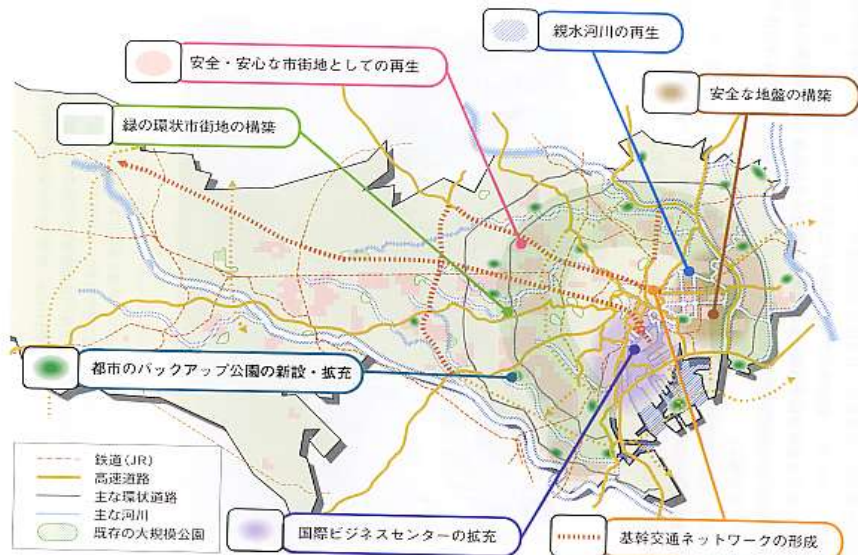 親水河川の再生
安全・安心な市街地としての再生
安全な地盤の構築
緑の環状市街地の構築
都市のバックアップ公園の新設・拡充
鉄道(JR)
高速道路
主な環状道路
主な河川
既存の大規模公園
国際ビジネスセンターの拡充
基幹交通ネットワークの形成